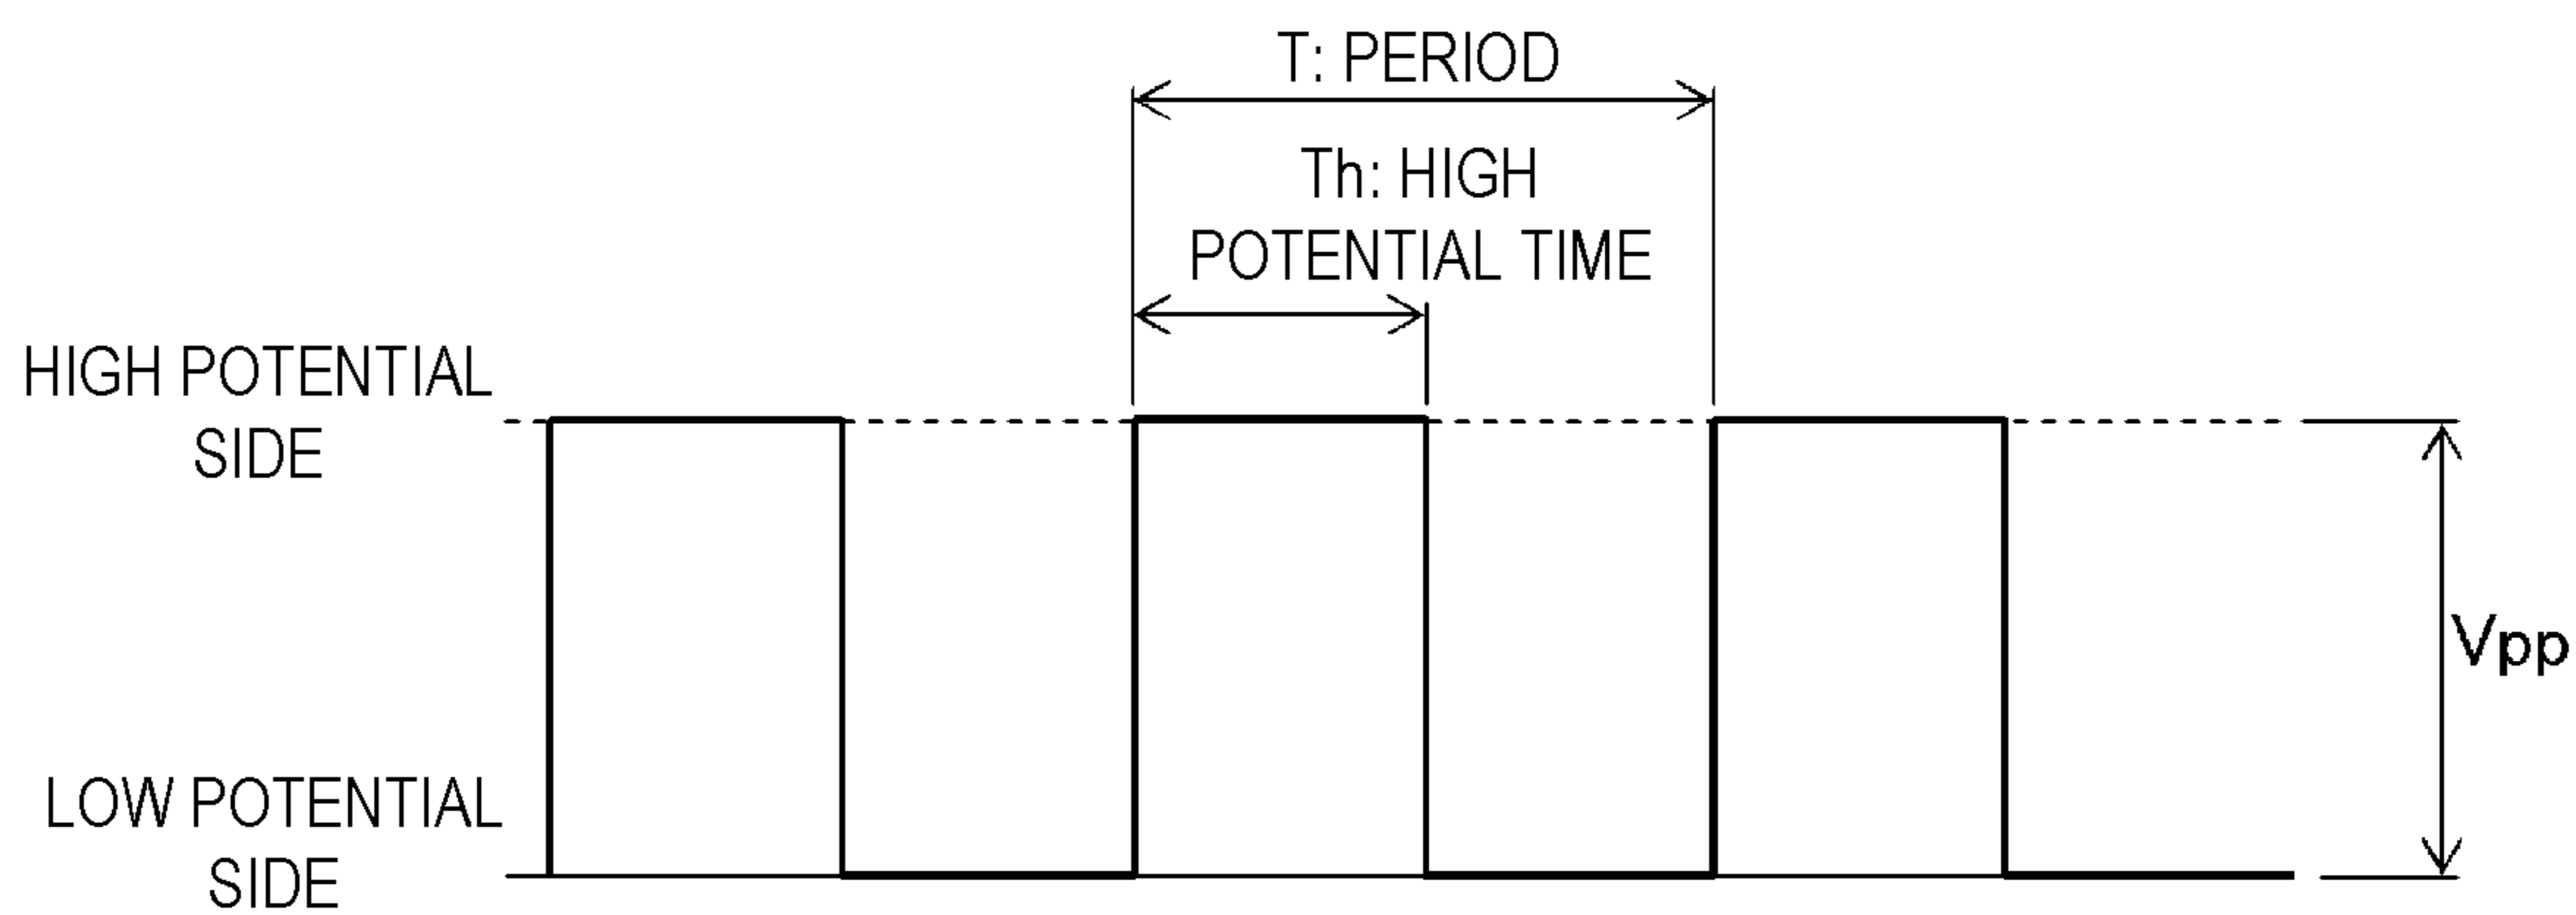 T: PERIOD
Th: HIGH
POTENTIAL TIME
HIGH POTENTIAL
SIDE
Vpp
LOW POTENTIAL
SIDE